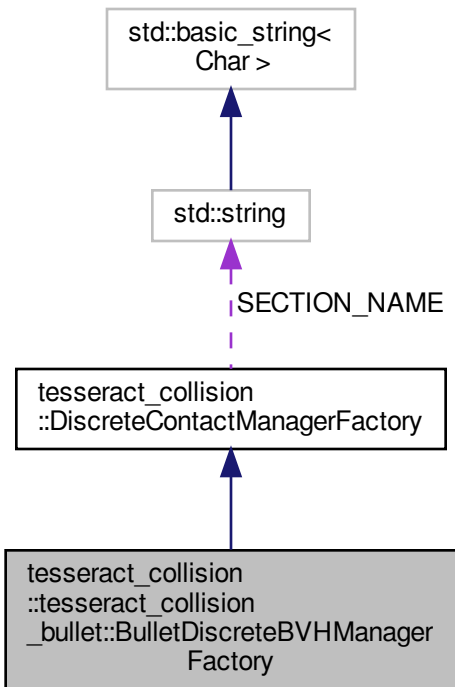 std::basic_string<
Char >
std::string
SECTION_NAME
tesseract_collision
::DiscreteContactManagerFactory
tesseract_collision
::tesseract_collision
_bullet::BulletDiscreteBVHManager
Factory